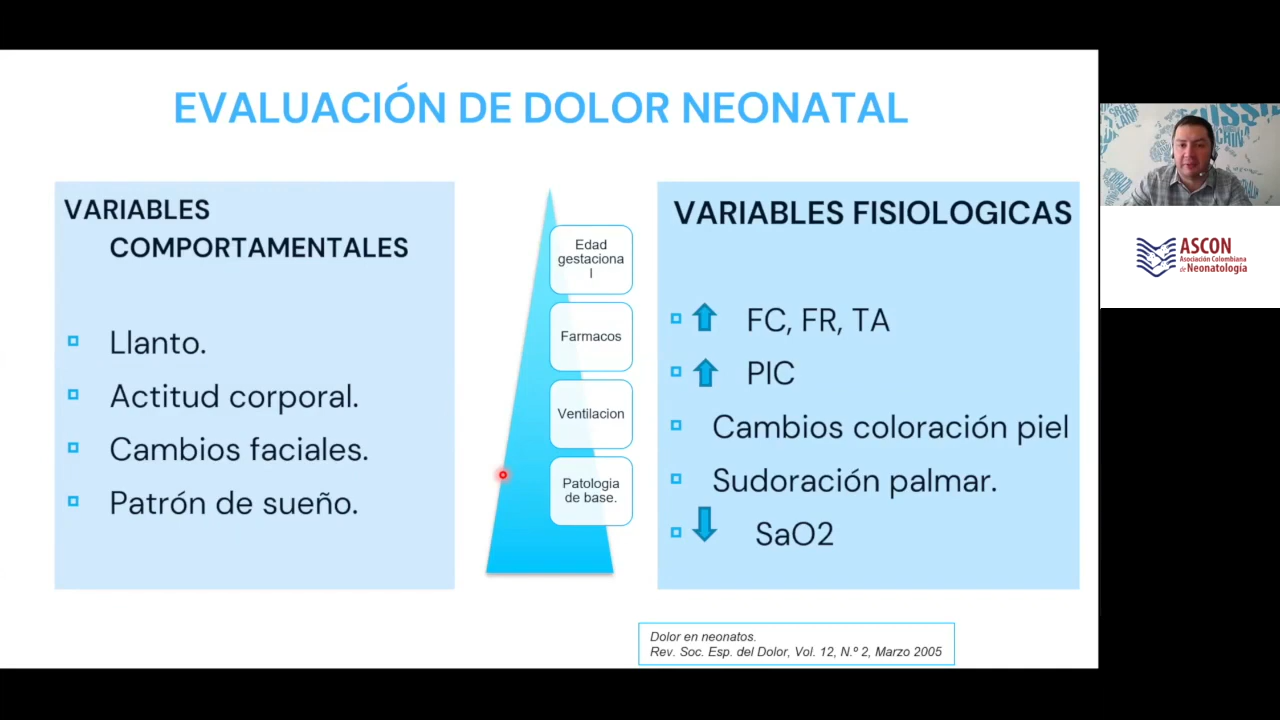 EVALUACIÓN DE DOLOR NEONATAL
VARIABLES
COMPORTAMENTALES
Llanto.
Actitud corporal.
Cambios faciales.
Patrón de sueño.
Edad
gestaciona
l
Farmacos
Ventilacion
Patologia
de base.
VARIABLES FISIOLOGICAS
FC, FR, TA
PIC
Cambios coloración piel
Sudoración palmar.
SaO2
Dolor en neonatos.
Rev. Soc. Esp. del Dolor, Vol. 12, N.º 2, Marzo 2005
ASCON
Asociación Colombiana
de Neonatología